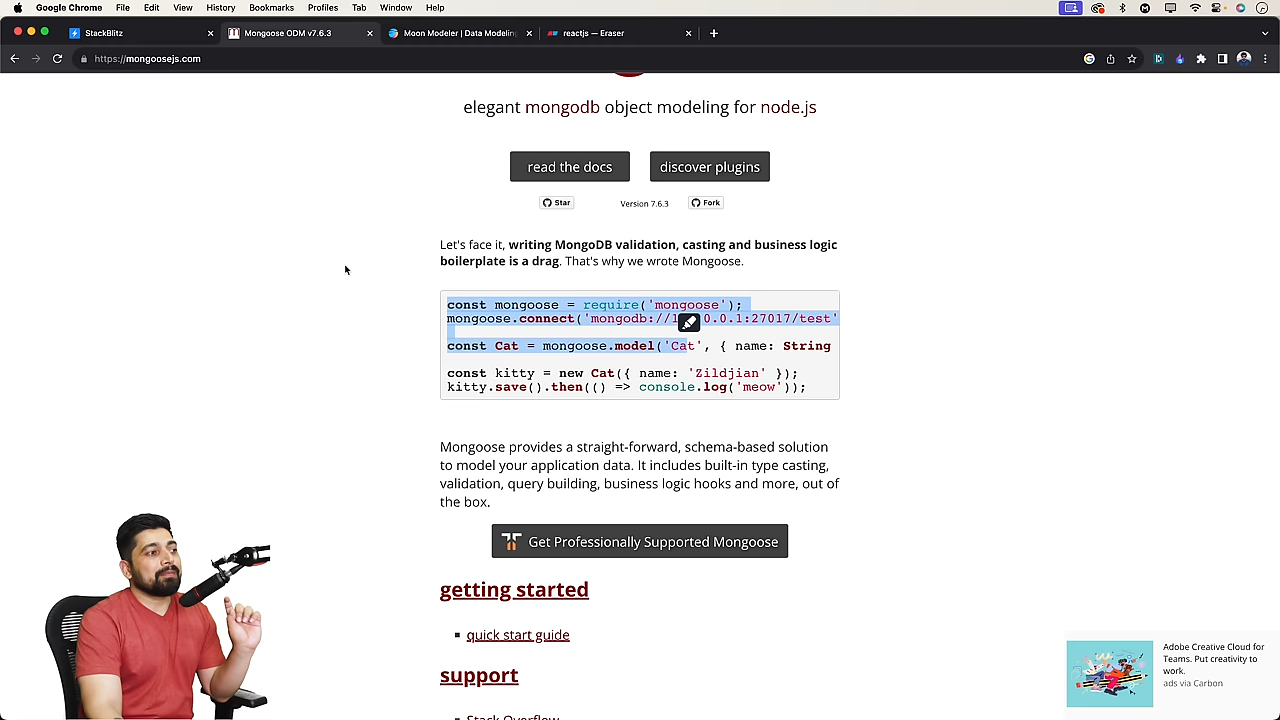 Google Chrome File Edit View History Bookmarks Profiles Tab Window Help
StackBlitz
Mongoose ODM v7.6.3
Moon Modeler | Data Modeling
reactjs — Eraser
https://mongoosejs.com
elegant mongodb object modeling for node.js
read the docs
discover plugins
Star
Version 7.6.3
Fork
Let's face it, writing MongoDB validation, casting and business logic
boilerplate is a drag. That's why we wrote Mongoose.
const mongoose = require('mongoose');
mongoose.connect('mongodb://1 0.0.1:27017/test'
const Cat = mongoose.model('Cat', { name: String
const kitty = new Cat({ name: 'Zildjian' });
kitty.save().then(() => console.log('meow'));
Mongoose provides a straight-forward, schema-based solution
to model your application data. It includes built-in type casting,
validation, query building, business logic hooks and more, out of
the box.
Get Professionally Supported Mongoose
getting started
quick start guide
support
Stack Overflow
Adobe Creative Cloud for
Teams. Put creativity to
work.
ads via Carbon